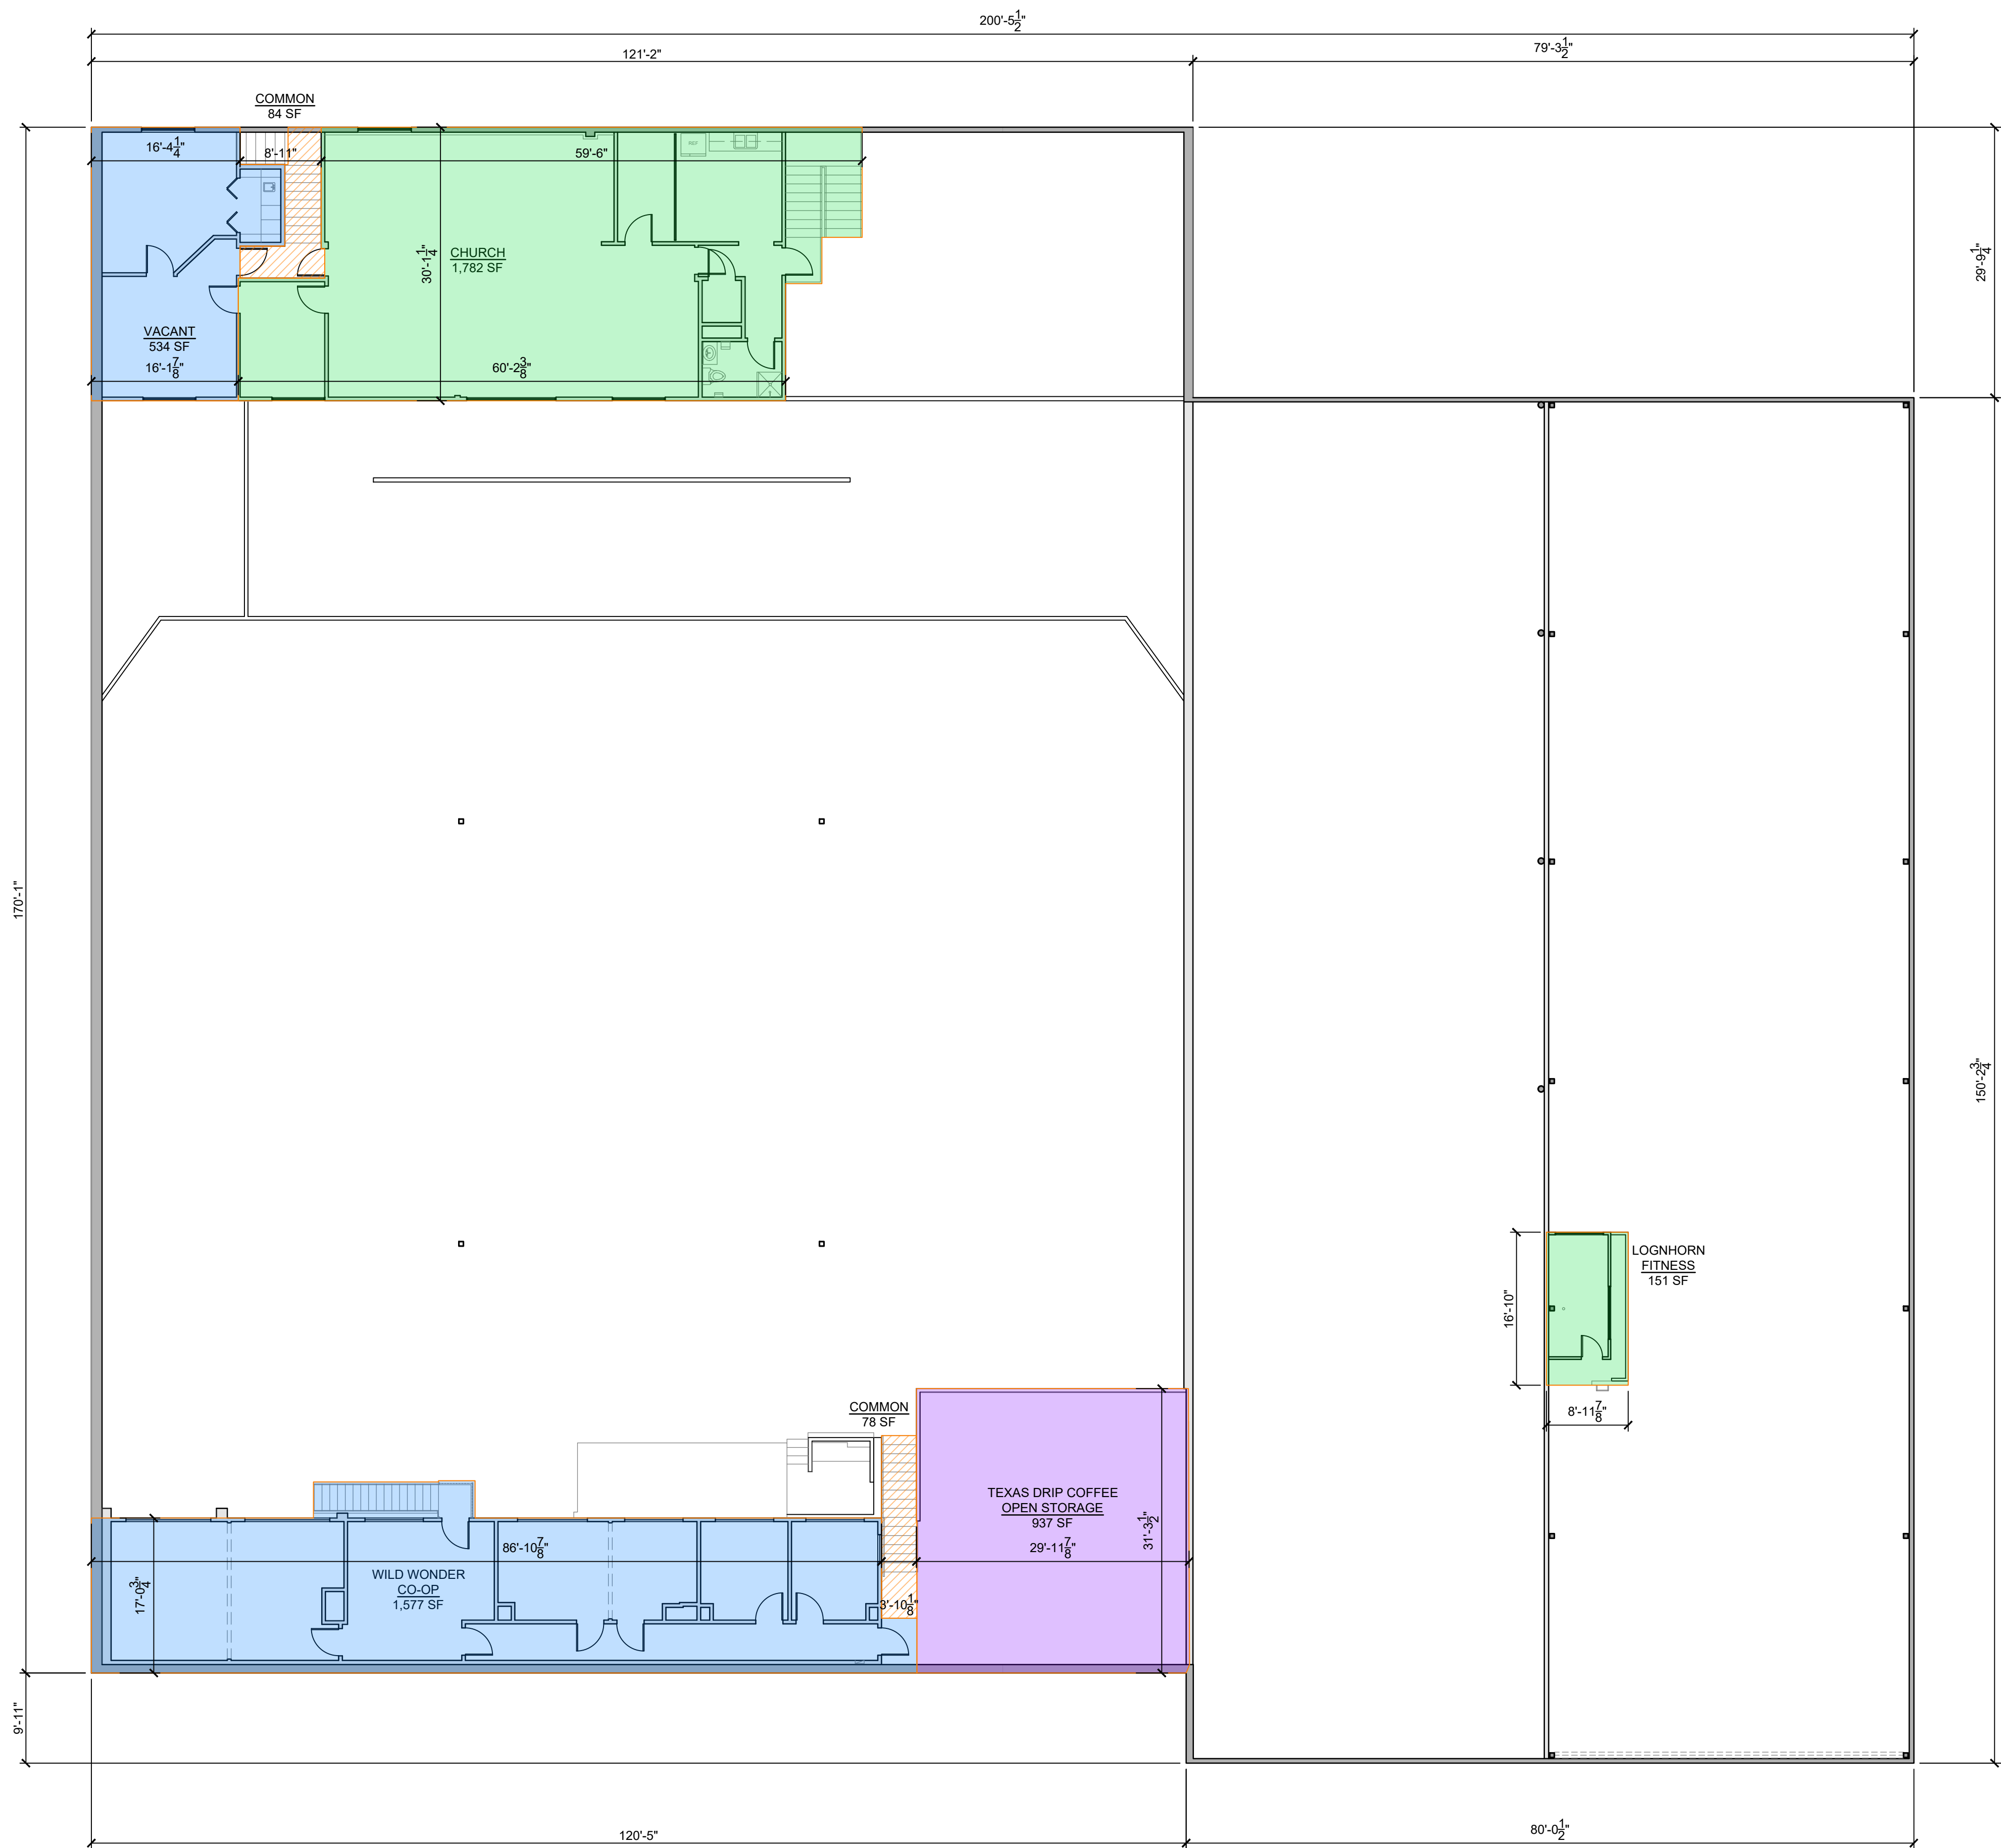 200'-5 1/2"
121'-2"
79'-3 1/2"
COMMON
84 SF
16'-4 1/4"
8'-11"
59'-6"
REF
30'-1 1/4"
CHURCH
1,782 SF
29'-9 1/4"
VACANT
534 SF
16'-1 7/8"
60'-2 3/8"
170'-1"
150'-2 3/4"
LOGNHORN
FITNESS
151 SF
16'-10"
8'-11 7/8"
COMMON
78 SF
TEXAS DRIP COFFEE
OPEN STORAGE
937 SF
31'-3 1/2"
86'-10 7/8"
29'-11 7/8"
WILD WONDER
CO-OP
1,577 SF
17'-0 3/4"
3'-10 1/8"
9'-11"
120'-5"
80'-0 1/2"